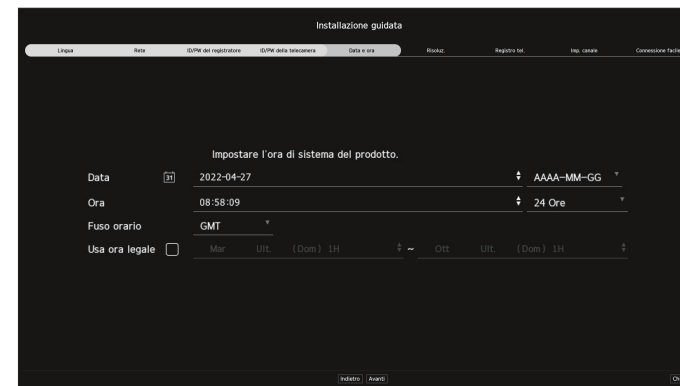 Installazione guidata
Lingua Rete ID/PW del registratore ID/PW della telecamera Data e ora Risoluz. Registro tel. Imp. canale Connessione facile
Impostare l'ora di sistema del prodotto.
Data 31 2022-04-27 AAAA-MM-GG
Ora 08:58:09 24 Ore
Fuso orario GMT
Usa ora legale Mar Ult. (Dom) 1H ~ Ott Ult. (Dom) 1H
Indietro Avanti